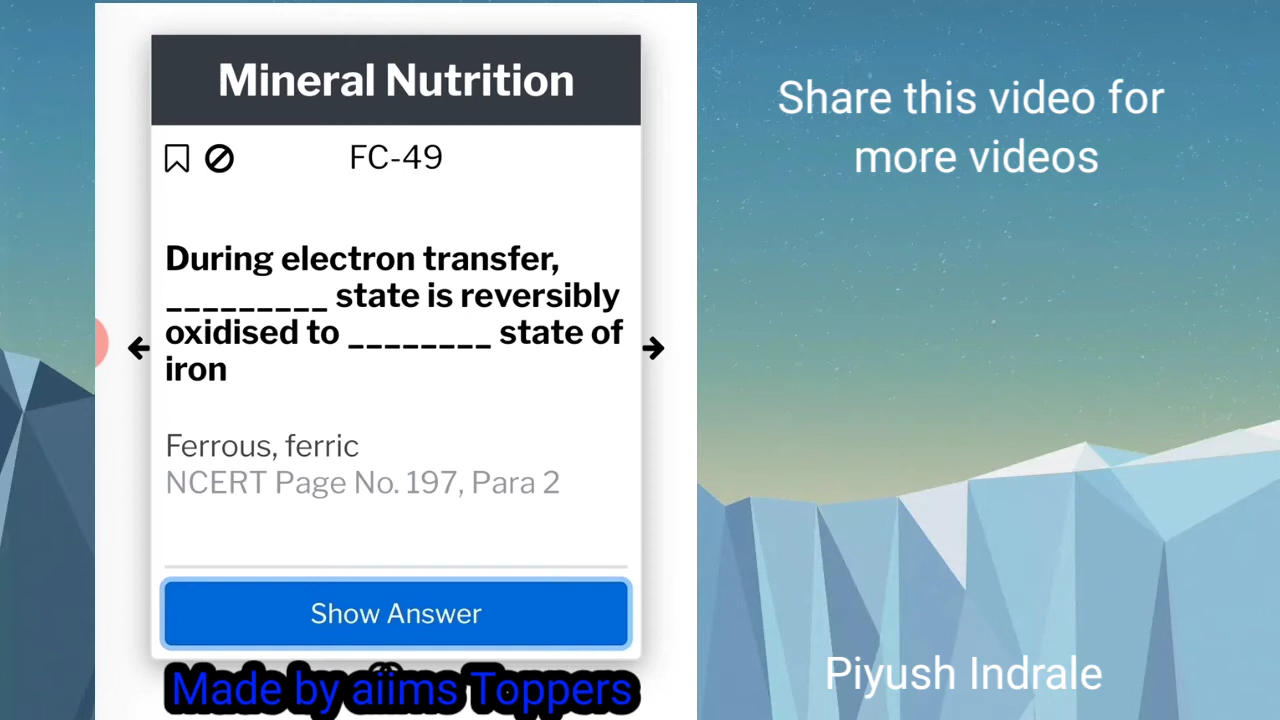 Mineral Nutrition
FC-49
During electron transfer,
_________ state is reversibly
oxidised to ________ state of
iron
Ferrous, ferric
NCERT Page No. 197, Para 2
Show Answer
Made by aiims Toppers
Share this video for
more videos
Piyush Indrale